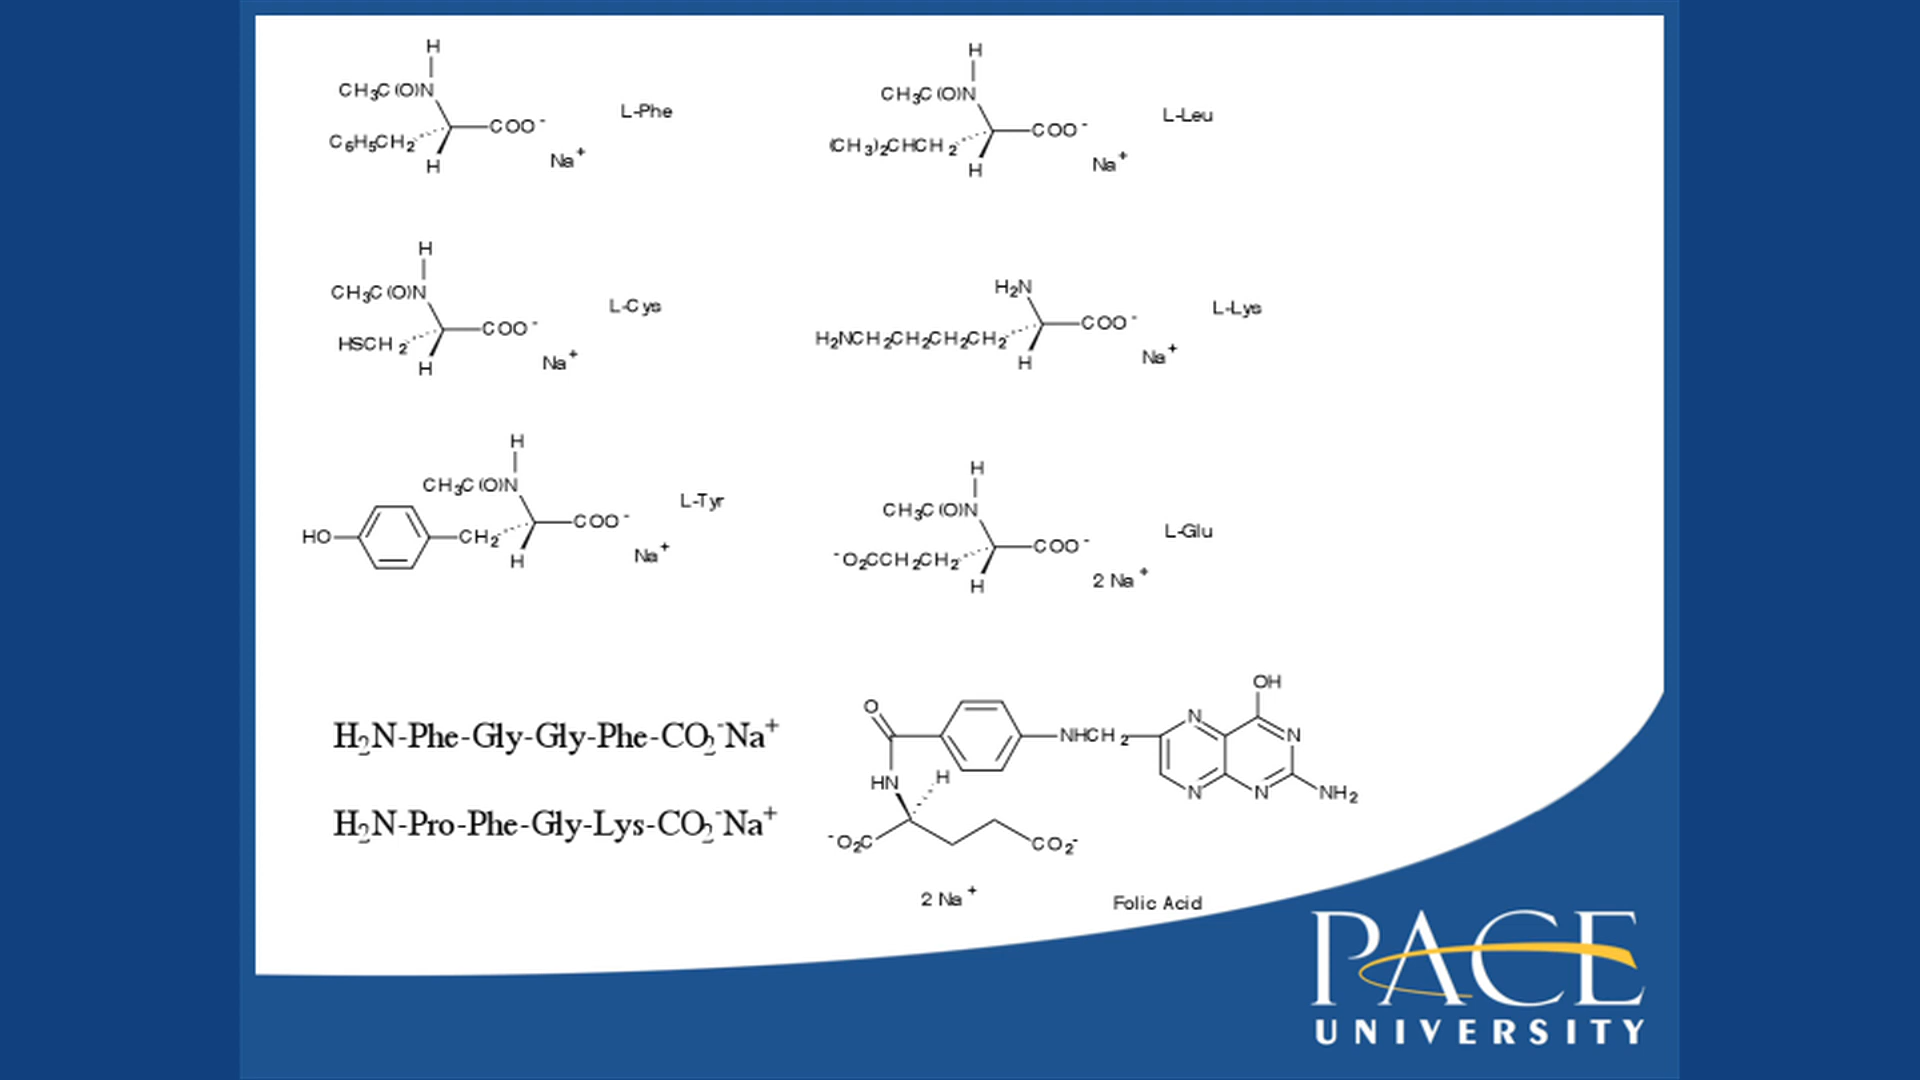 H
CH3C(O)N
C6H5CH2
COO-
H
Na+
L-Phe
H
CH3C(O)N
(CH3)2CHCH2
COO-
H
Na+
L-Leu
H
CH3C(O)N
HSCH2
COO-
H
Na+
L-Cys
H2N
H2NCH2CH2CH2CH2
COO-
H
Na+
L-Lys
H
CH3C(O)N
HO
CH2
COO-
H
Na+
L-Tyr
H
CH3C(O)N
-O2CCH2CH2
COO-
H
2 Na+
L-Glu
H2N-Phe-Gly-Gly-Phe-CO2-Na+
H2N-Pro-Phe-Gly-Lys-CO2-Na+
O
HN
H
-O2C
CO2-
NHCH2
N
N
OH
N
N
NH2
2 Na+
Folic Acid
PACE
UNIVERSITY